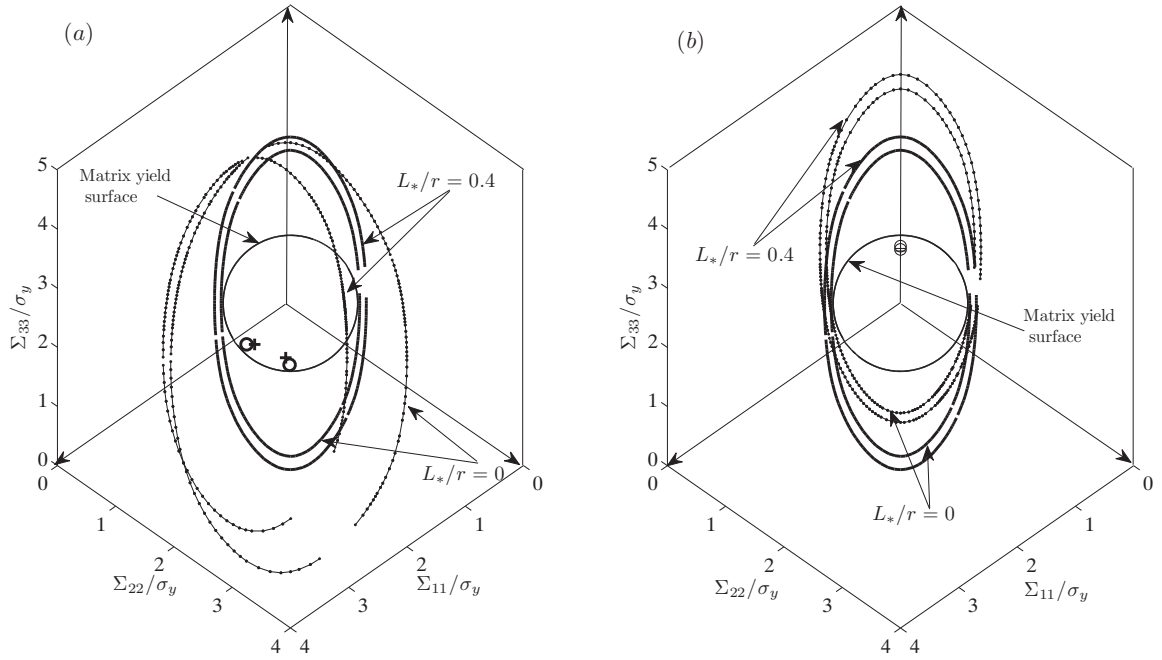 (a)
5
Matrix yield
surface
L*/r = 0.4
4
3
Σ33/σy
2
1
0
0
L*/r = 0
0
1
1
2
2
Σ22/σy
Σ11/σy
3
3
4 4
(b)
5
4
L*/r = 0.4
3
Σ33/σy
Matrix yield
surface
2
1
0
0
L*/r = 0
0
1
1
2
2
Σ22/σy
Σ11/σy
3
3
4 4